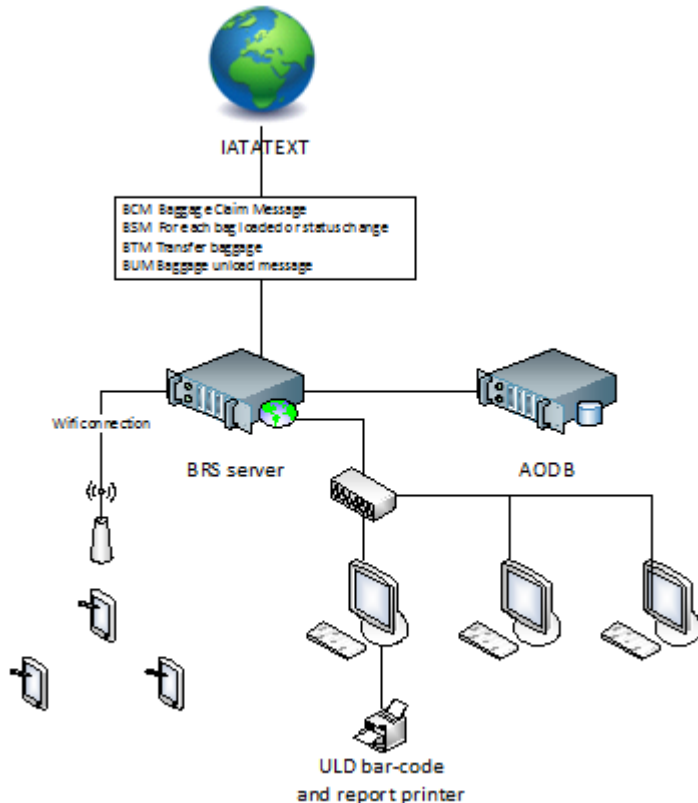 IATATEXT
BCM Baggage Claim Message
BSM For each bag loaded or status change
BTM Transfer baggage
BUM Baggage unload message
Wifi connection
BRS server
AODB
ULD bar-code
and report printer